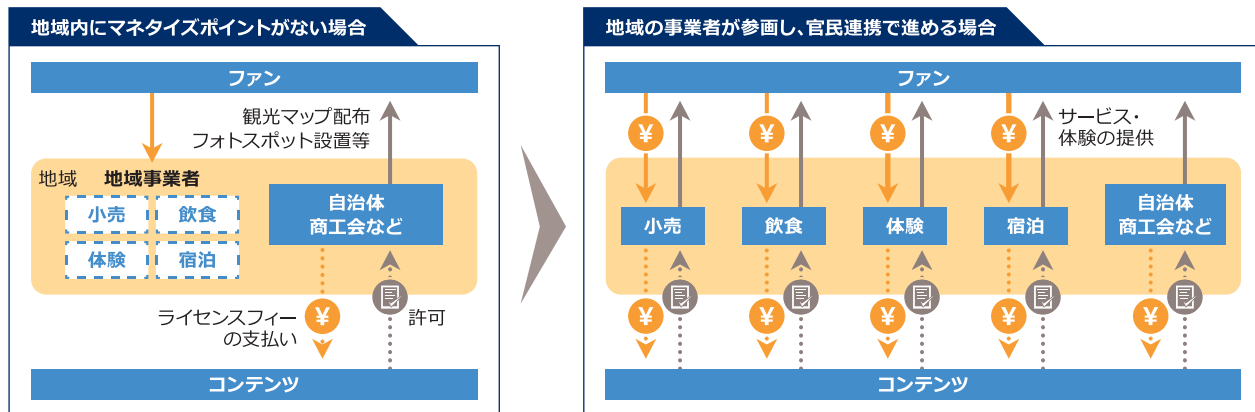 地域内にマネタイズポイントがない場合
ファン
観光マップ配布
フォトスポット設置等
地域
地域事業者
小売
飲食
体験
宿泊
自治体
商工会など
ライセンスフィー
の支払い
¥
許可
コンテンツ
地域の事業者が参画し、官民連携で進める場合
ファン
¥
¥
¥
¥
サービス・
体験の提供
小売
飲食
体験
宿泊
自治体
商工会など
¥
¥
¥
¥
¥
コンテンツ